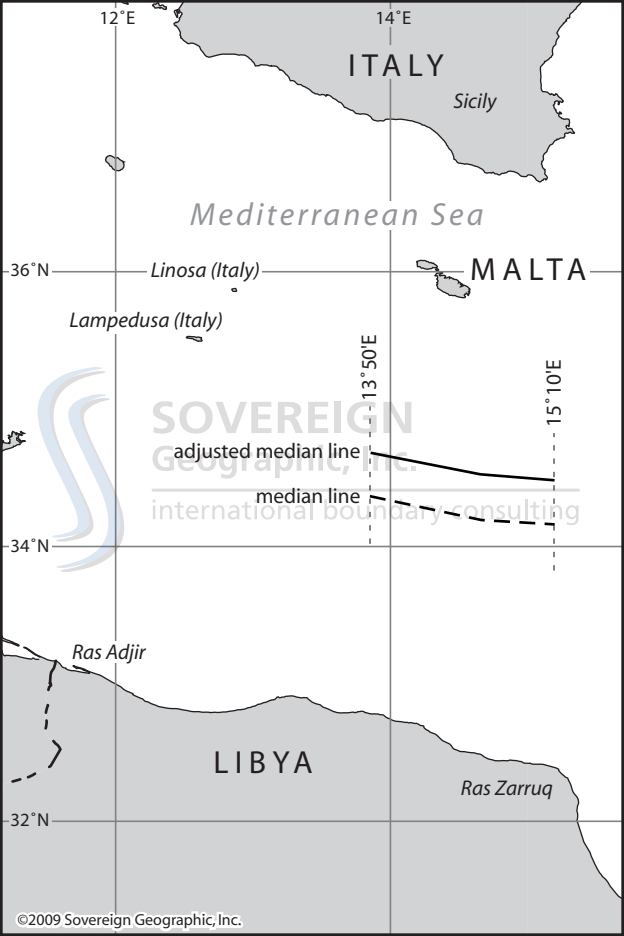 12°E
14°E
ITALY
Sicily
Mediterranean Sea
36°N
Linosa (Italy)
MALTA
Lampedusa (Italy)
13°50'E
15°10'E
SOVEREIGN
adjusted median line
Geographic, Inc.
median line
international boundary consulting
34°N
Ras Adjir
LIBYA
Ras Zarruq
32°N
©2009 Sovereign Geographic, Inc.